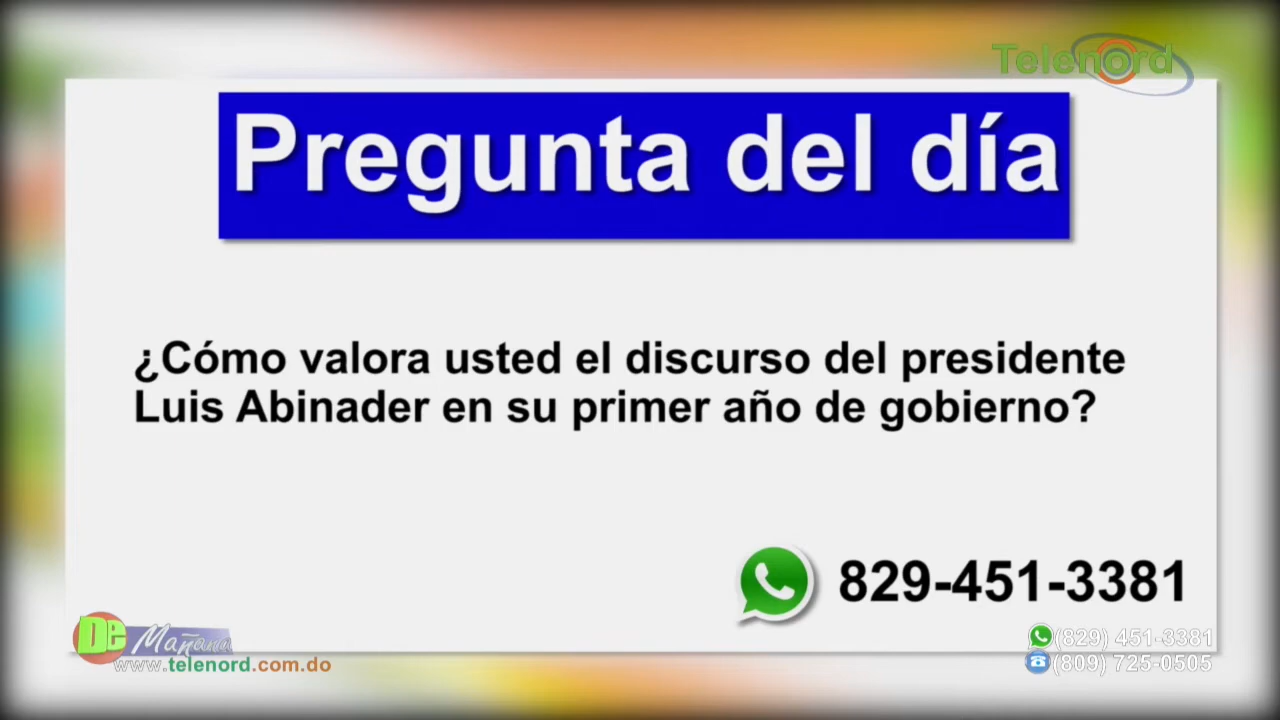 Telenord
Pregunta del día
¿Cómo valora usted el discurso del presidente
Luis Abinader en su primer año de gobierno?
829-451-3381
De Mañana
www.telenord.com.do
(829) 451-3381
(809) 725-0505